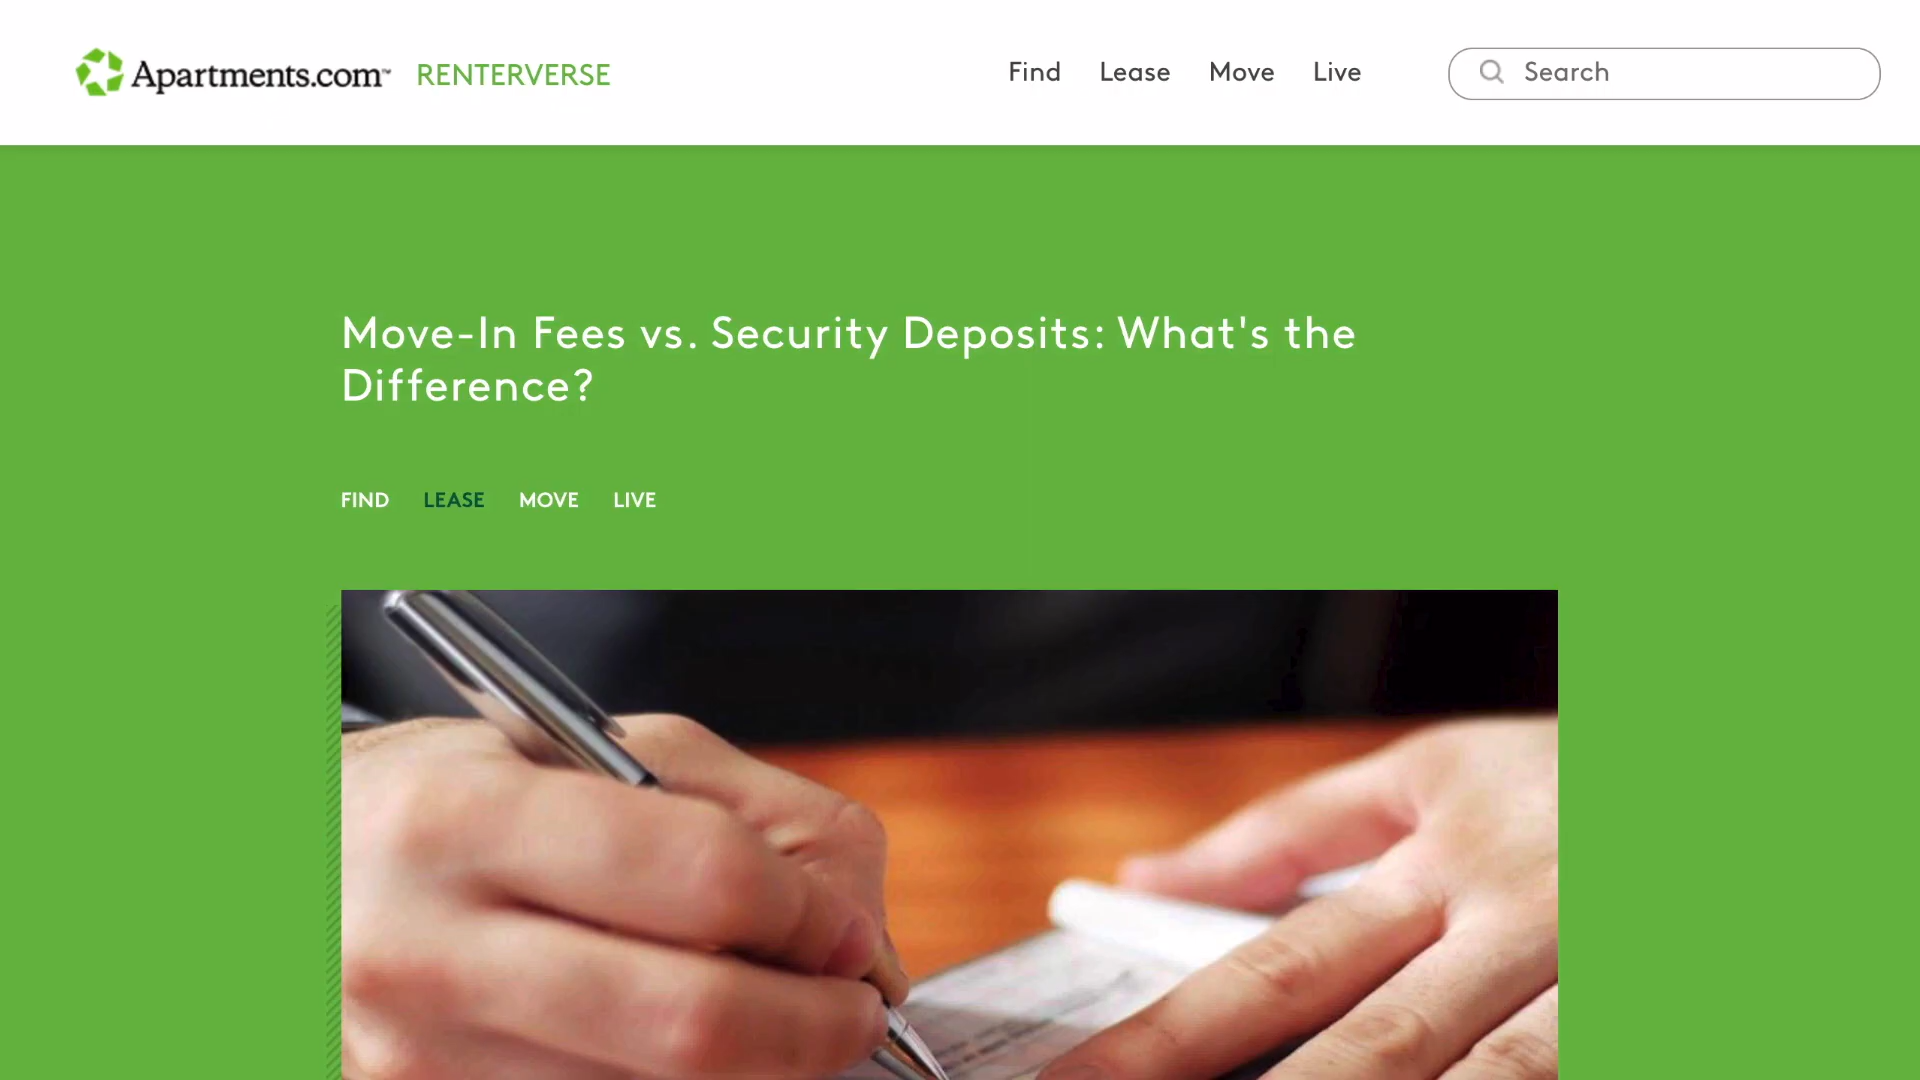 Apartments.com™ RENTERVERSE
Find Lease Move Live
Search
Move-In Fees vs. Security Deposits: What's the
Difference?
FIND LEASE MOVE LIVE